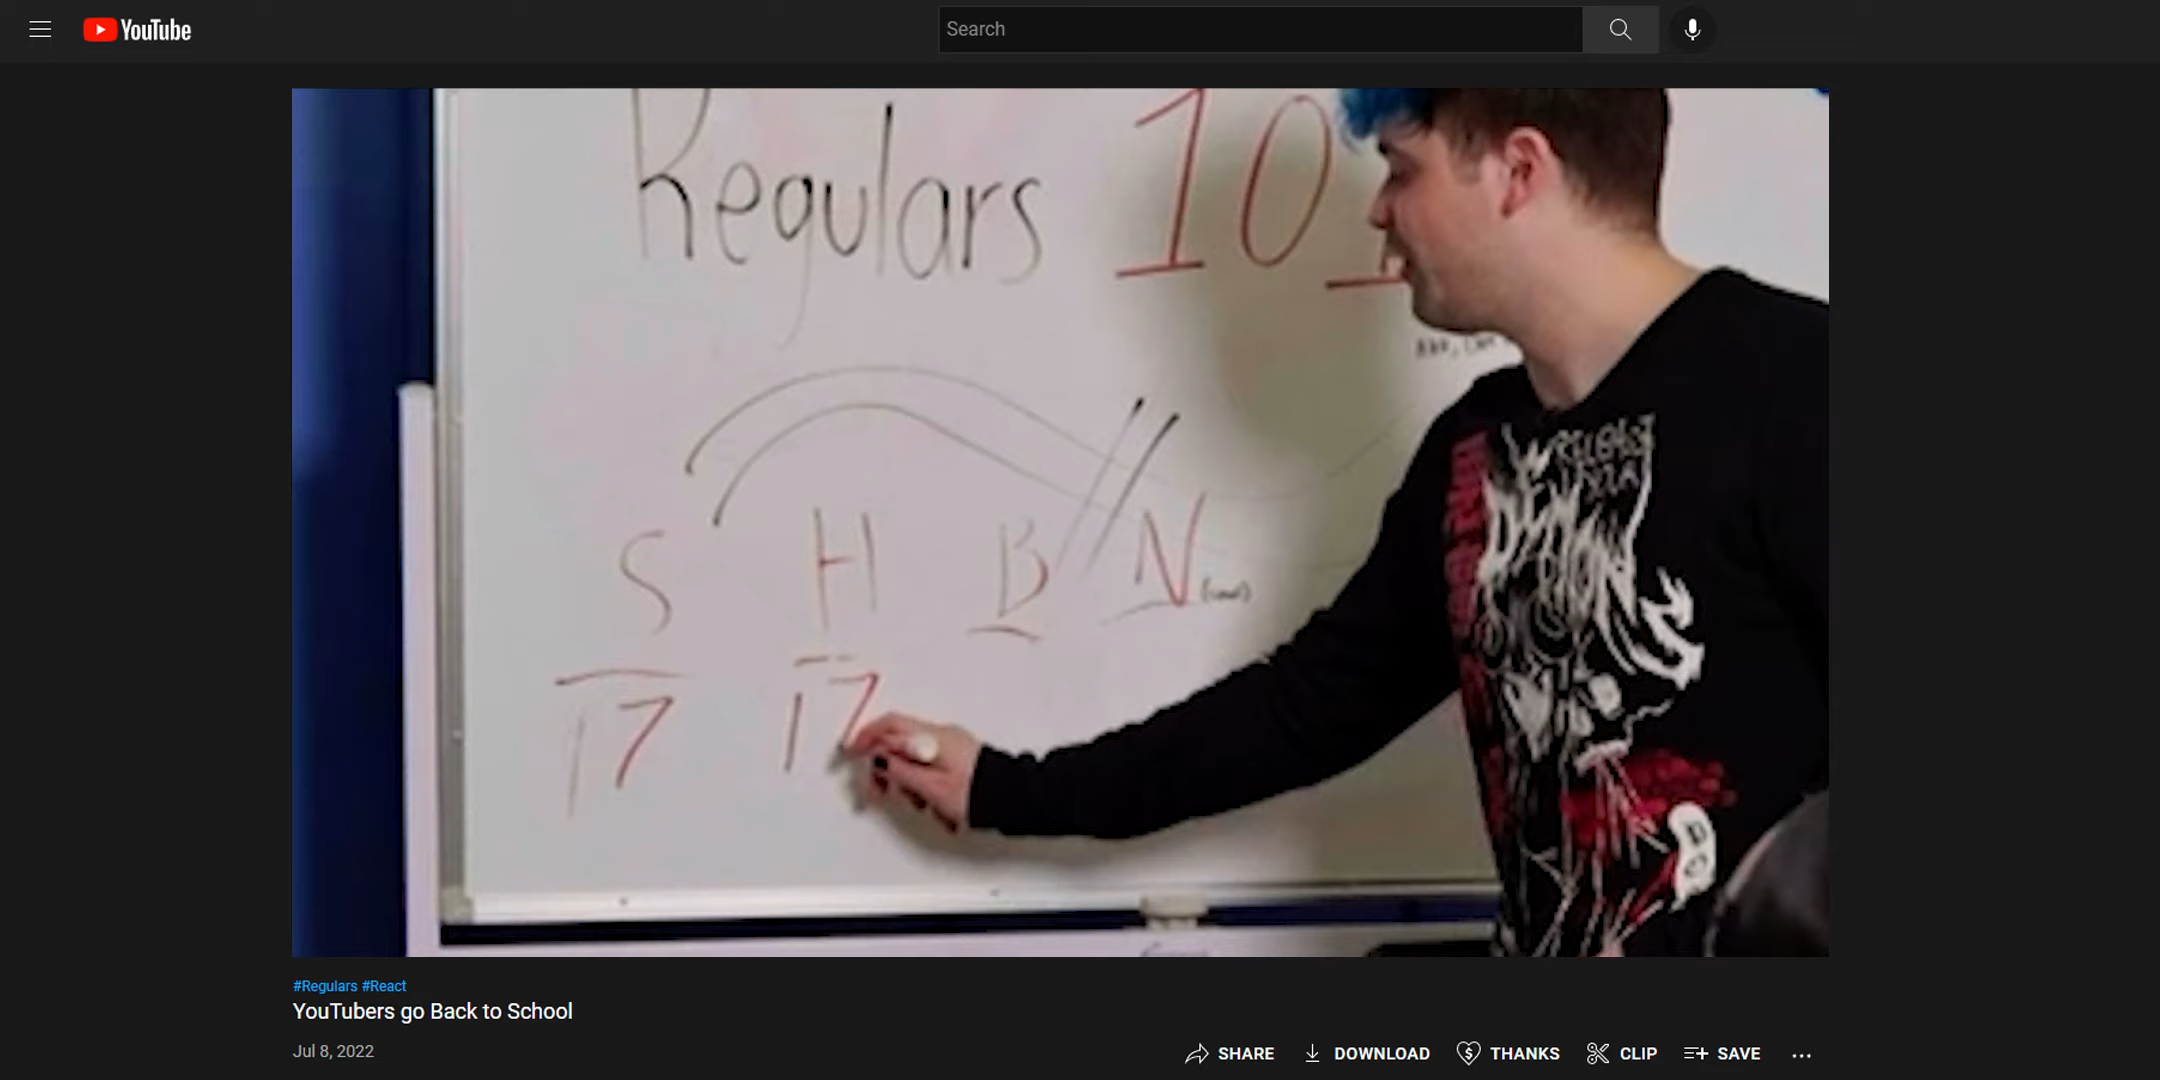 YouTube
Search
Regulars 10
S H B N
17 17
#Regulars #React
YouTubers go Back to School
Jul 8, 2022
SHARE DOWNLOAD THANKS CLIP SAVE ...